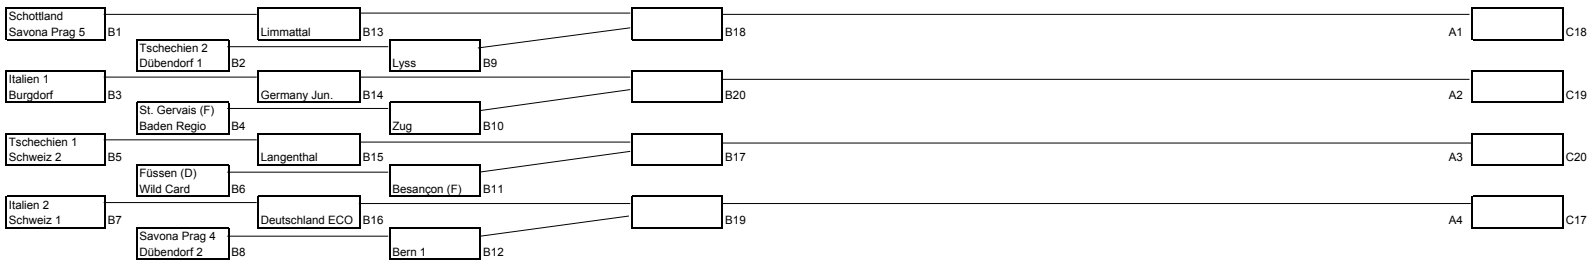 Schottland
Savona Prag 5 B1 Limmattal B13 B18 A1 C18
Tschechien 2
Dübendorf 1 B2 Lyss B9
Italien 1
Burgdorf B3 Germany Jun. B14 B20 A2 C19
St. Gervais (F)
Baden Regio B4 Zug B10
Tschechien 1
Schweiz 2 B5 Langenthal B15 B17 A3 C20
Füssen (D)
Wild Card B6 Besançon (F) B11
Italien 2
Schweiz 1 B7 Deutschland ECO B16 B19 A4 C17
Savona Prag 4
Dübendorf 2 B8 Bern 1 B12